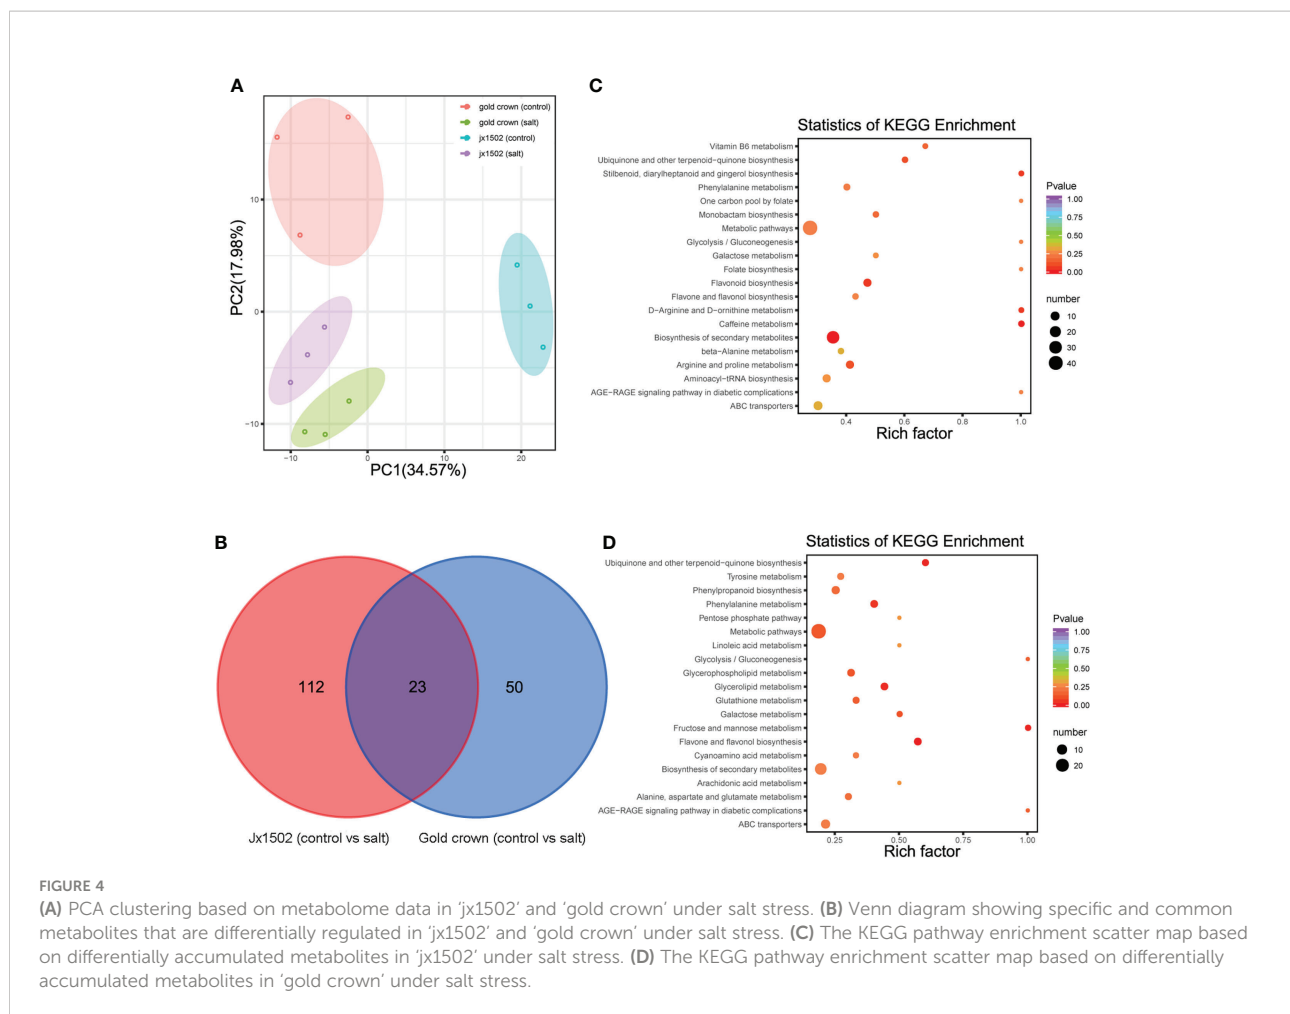 A
gold crown (control)
gold crown (salt)
jx1502 (control)
jx1502 (salt)
PC2(17.98%)
10
0
−10
−10
0
10
20
PC1(34.57%)
C
Statistics of KEGG Enrichment
Vitamin B6 metabolism
Ubiquinone and other terpenoid−quinone biosynthesis
Stilbenoid, diarylheptanoid and gingerol biosynthesis
Phenylalanine metabolism
One carbon pool by folate
Monobactam biosynthesis
Metabolic pathways
Glycolysis / Gluconeogenesis
Galactose metabolism
Folate biosynthesis
Flavonoid biosynthesis
Flavone and flavonol biosynthesis
D−Arginine and D−ornithine metabolism
Caffeine metabolism
Biosynthesis of secondary metabolites
beta−Alanine metabolism
Arginine and proline metabolism
Aminoacyl−tRNA biosynthesis
AGE−RAGE signaling pathway in diabetic complications
ABC transporters
0.4
0.6
0.8
1.0
Rich factor
Pvalue
1.00
0.75
0.50
0.25
0.00
number
10
20
30
40
B
112
23
50
Jx1502 (control vs salt)
Gold crown (control vs salt)
D
Statistics of KEGG Enrichment
Ubiquinone and other terpenoid−quinone biosynthesis
Tyrosine metabolism
Phenylpropanoid biosynthesis
Phenylalanine metabolism
Pentose phosphate pathway
Metabolic pathways
Linoleic acid metabolism
Glycolysis / Gluconeogenesis
Glycerophospholipid metabolism
Glycerolipid metabolism
Glutathione metabolism
Galactose metabolism
Fructose and mannose metabolism
Flavone and flavonol biosynthesis
Cyanoamino acid metabolism
Biosynthesis of secondary metabolites
Arachidonic acid metabolism
Alanine, aspartate and glutamate metabolism
AGE−RAGE signaling pathway in diabetic complications
ABC transporters
0.25
0.50
0.75
1.00
Rich factor
Pvalue
1.00
0.75
0.50
0.25
0.00
number
10
20
FIGURE 4
(A) PCA clustering based on metabolome data in ‘jx1502’ and ‘gold crown’ under salt stress. (B) Venn diagram showing specific and common
metabolites that are differentially regulated in ‘jx1502’ and ‘gold crown’ under salt stress. (C) The KEGG pathway enrichment scatter map based
on differentially accumulated metabolites in ‘jx1502’ under salt stress. (D) The KEGG pathway enrichment scatter map based on differentially
accumulated metabolites in ‘gold crown’ under salt stress.